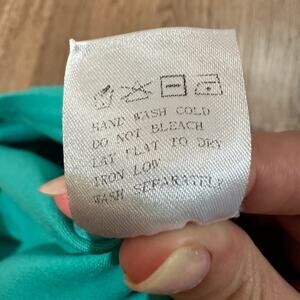 HAND WASH COLD
DO NOT BLEACH
LAY FLAT TO DRY
IRON LOW
WASH SEPARATELY